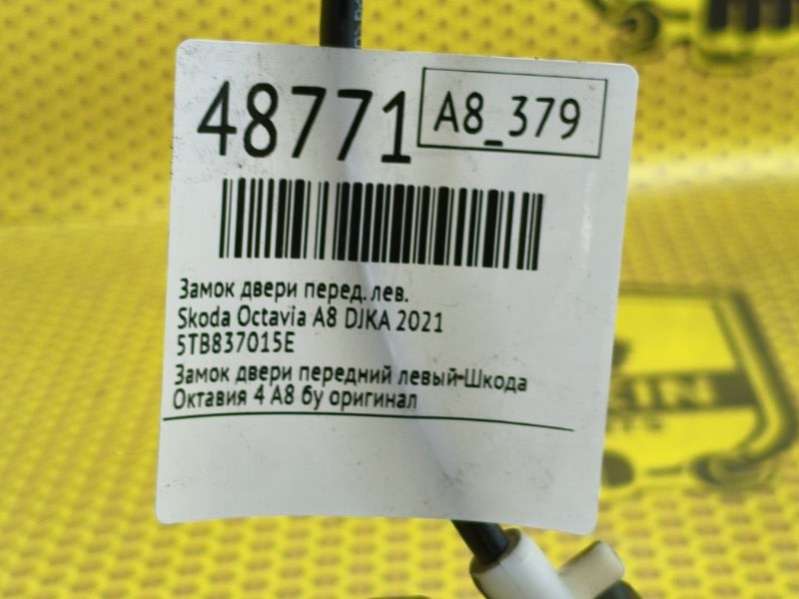 48771
A8_379
Замок двери перед. лев.
Skoda Octavia A8 DJKA 2021
5TB837015E
Замок двери передний левый-Шкода
Октавия 4 A8 бу оригинал